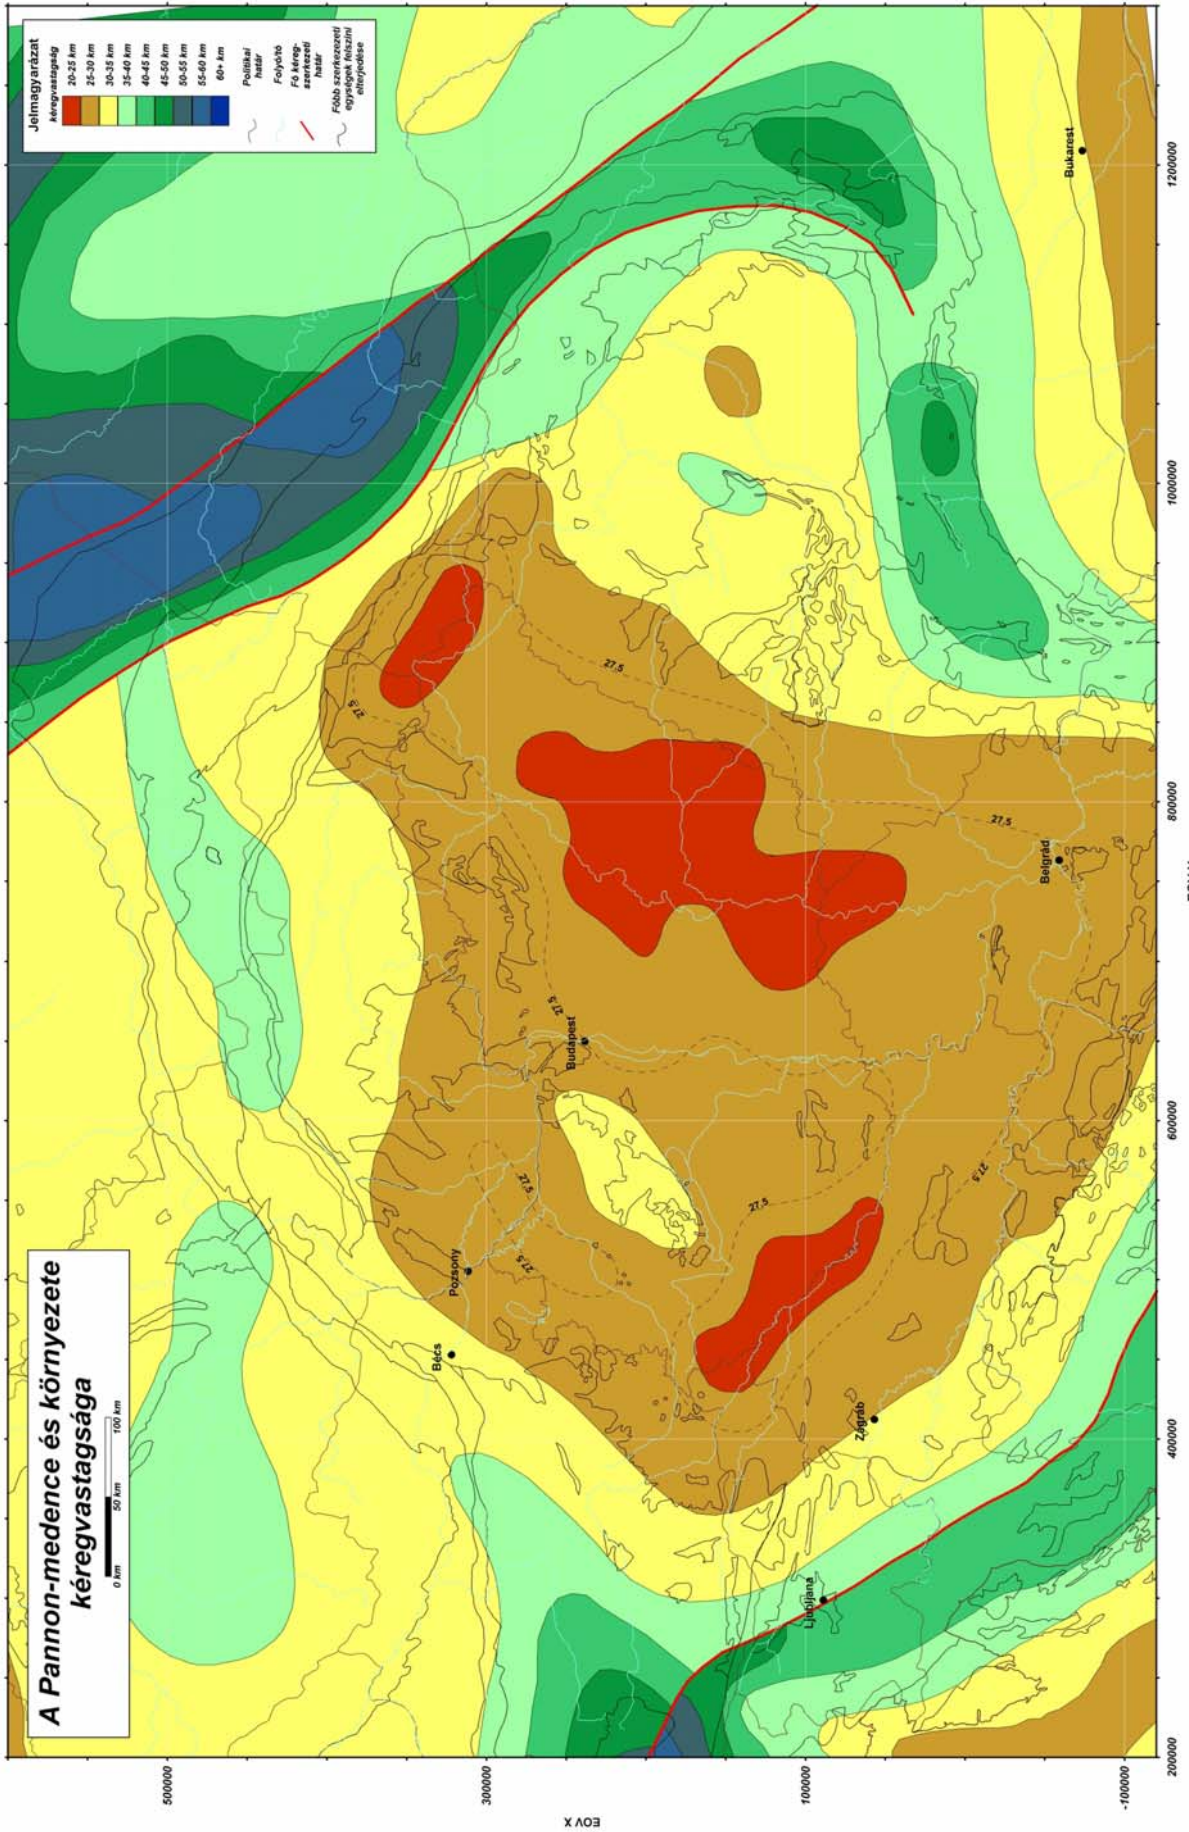 A Pannon-medence és környezete
kéregvastagsága
0 km 50 km 100 km
Jelmagyarázat
kéregvastagság
20-25 km
25-30 km
30-35 km
35-40 km
40-45 km
45-50 km
50-55 km
55-60 km
60+ km
Politikai
határ
Folyó/tó
Fő kéreg-
szerkezeti
határ
Főbb szerkezezeti
egységek felszíni
elterjedése
Bécs
Pozsony
Budapest
Zágráb
Ljubljana
Belgrád
Bukarest
27.5
27.5
27.5
27.5
27.5
27.5
27.5
27.5
EOV X
500000
300000
100000
-100000
200000
400000
600000
800000
1000000
1200000